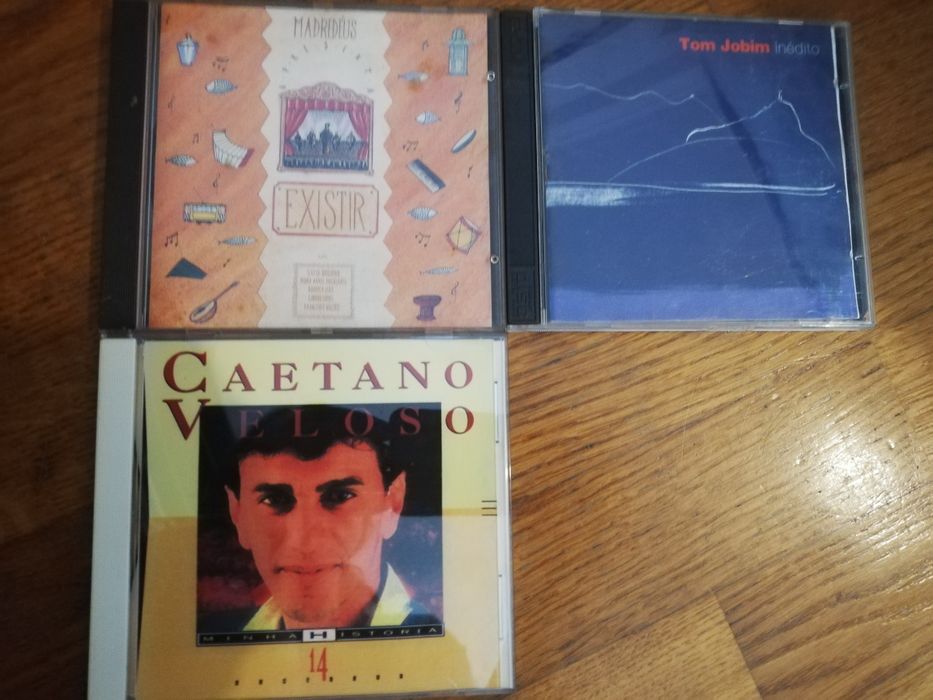 MADREDEUS
EXISTIR
Tom Jobim inédito
CAETANO
VELOSO
MINHA HISTORIA
14